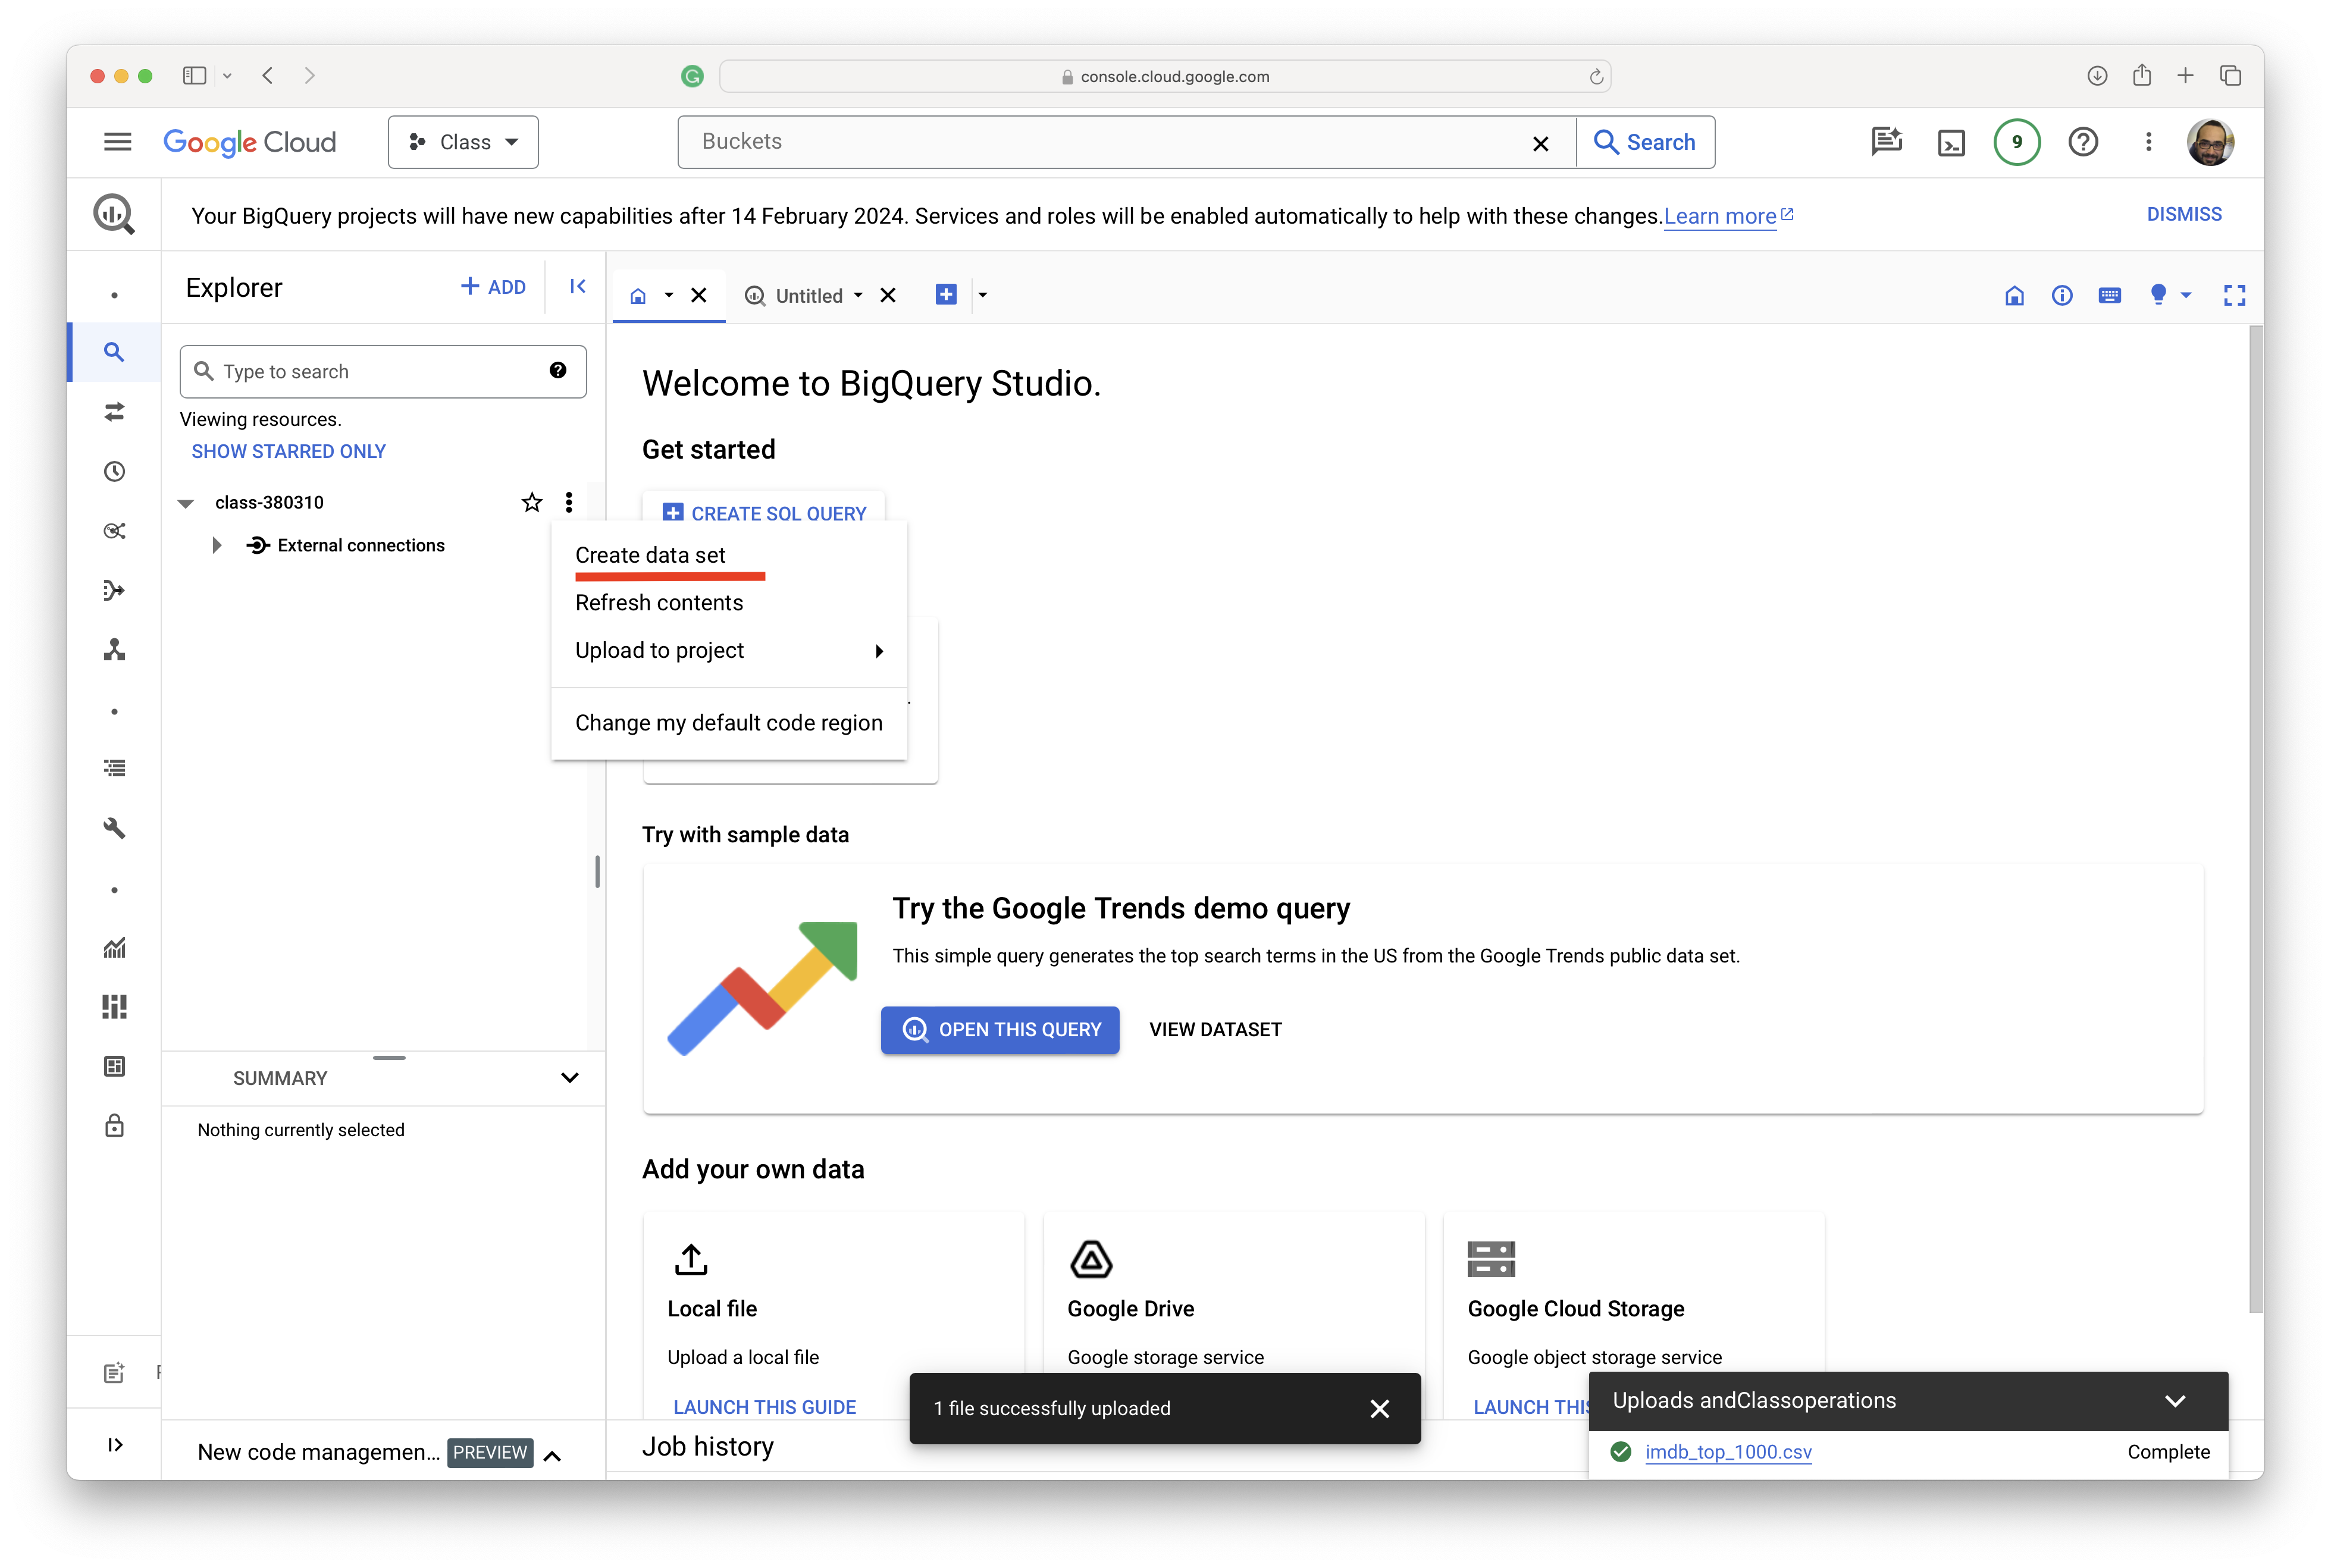 console.cloud.google.com
Google Cloud
Class
Buckets
Search
9
Your BigQuery projects will have new capabilities after 14 February 2024. Services and roles will be enabled automatically to help with these changes.Learn more
DISMISS
Explorer
ADD
Untitled
Type to search
Viewing resources.
SHOW STARRED ONLY
class-380310
External connections
Welcome to BigQuery Studio.
Get started
CREATE SQL QUERY
Create data set
Refresh contents
Upload to project
Change my default code region
Try with sample data
Try the Google Trends demo query
This simple query generates the top search terms in the US from the Google Trends public data set.
OPEN THIS QUERY
VIEW DATASET
SUMMARY
Nothing currently selected
Add your own data
Local file
Upload a local file
LAUNCH THIS GUIDE
Google Drive
Google storage service
Google Cloud Storage
Google object storage service
LAUNCH THIS
1 file successfully uploaded
Uploads andClassoperations
imdb_top_1000.csv
Complete
New code managemen...
PREVIEW
Job history